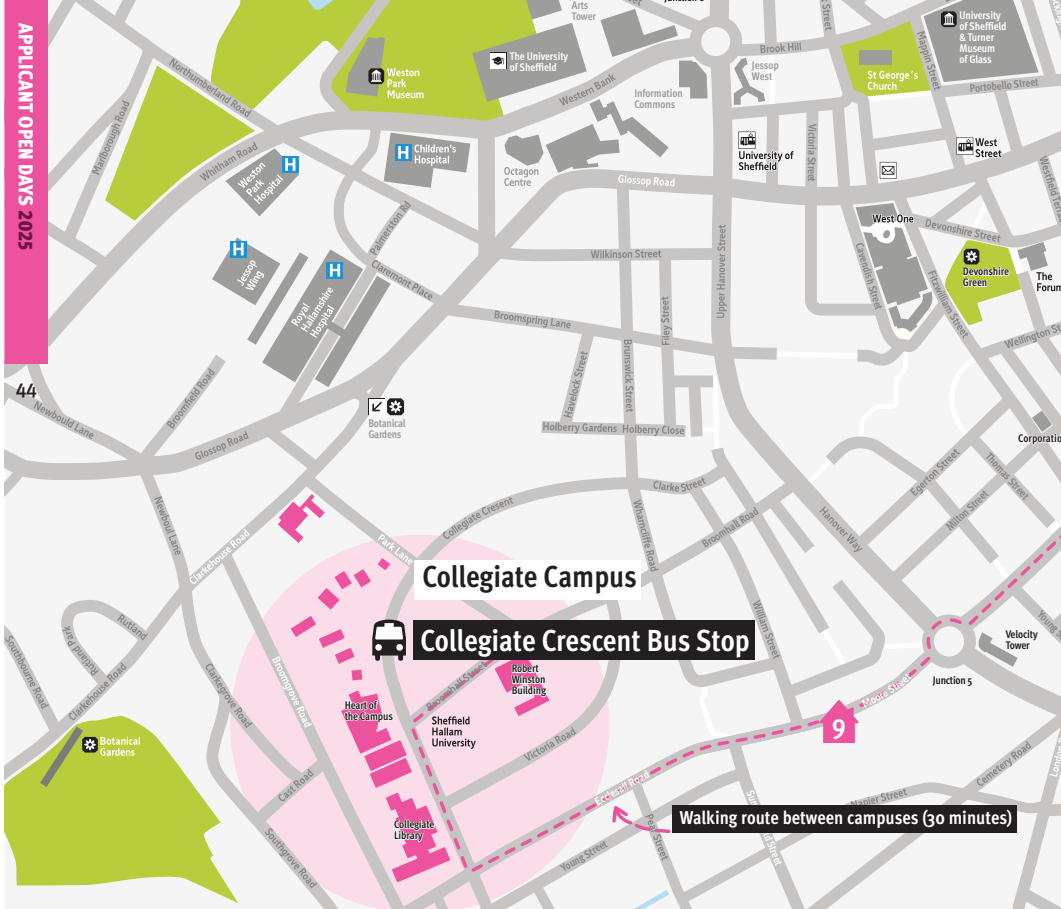 APPLICANT OPEN DAYS 2025
44
Arts
Tower
The University
of Sheffield
Weston
Park
Museum
Northumberland Road
Marlborough Road
Whitham Road
Western Bank
Brook Hill
Jessop
West
Information
Commons
St George´s
Church
Mappin Street
University
of Sheffield
& Turner
Museum
of Glass
Portobello Street
Weston
Park
Hospital
H
H
Children's
Hospital
Octagon
Centre
University of
Sheffield
Victoria Street
West
Street
Glossop Road
Palmerston Rd
H
Jessop
Wing
H
Royal
Hallamshire
Hospital
Claremont Place
Wilkinson Street
Upper Hanover Street
West One
Cavendish Street
Devonshire Street
Devonshire
Green
Fitzwilliam Street
The
Forum
Wellington St
Broomspring Lane
Filey Street
Brunswick Street
Havelock Street
Holberry Gardens
Holberry Close
Botanical
Gardens
Broomfield Road
Newbould Lane
Glossop Road
Newboul Lane
Clarkehouse Road
Park Lane
Collegiate Cresent
Clarke Street
Wharncliffe Road
Broomhall Road
Hanover Way
Egerton Street
Thomas Street
Milton Street
Corporatio
Collegiate Campus
Collegiate Crescent Bus Stop
William Street
Velocity
Tower
Junction 5
Moore Street
9
Rutland
Rutland Park
Southbourne Road
Clarkehouse Road
Clarkegrove Road
Broomgrove Road
Botanical
Gardens
Heart of
the Campus
Broomhall Street
Robert
Winston
Building
Sheffield
Hallam
University
Victoria Road
Cast Road
Southgrove Road
Collegiate
Library
Ecclesall Road
Walking route between campuses (30 minutes)
Young Street
Napier Street
Cemetery Road